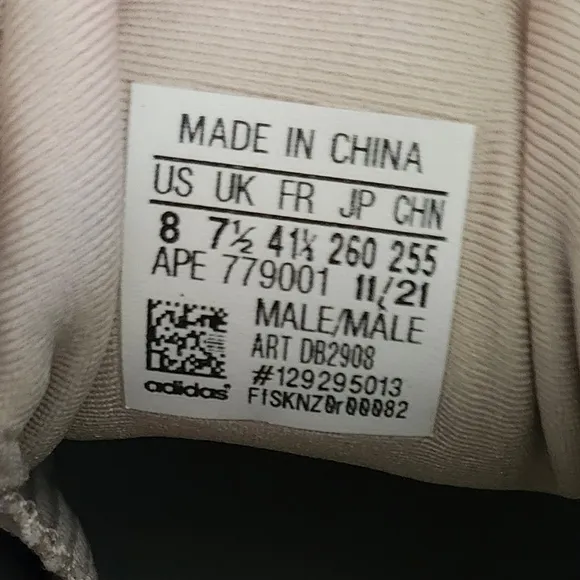 MADE IN CHINA
US UK FR JP CHN
8 7½ 41⅓ 260 255
APE 779001 11/21
MALE/MALE
ART DB2908
#129295013
F1SKNZ0r00082
adidas